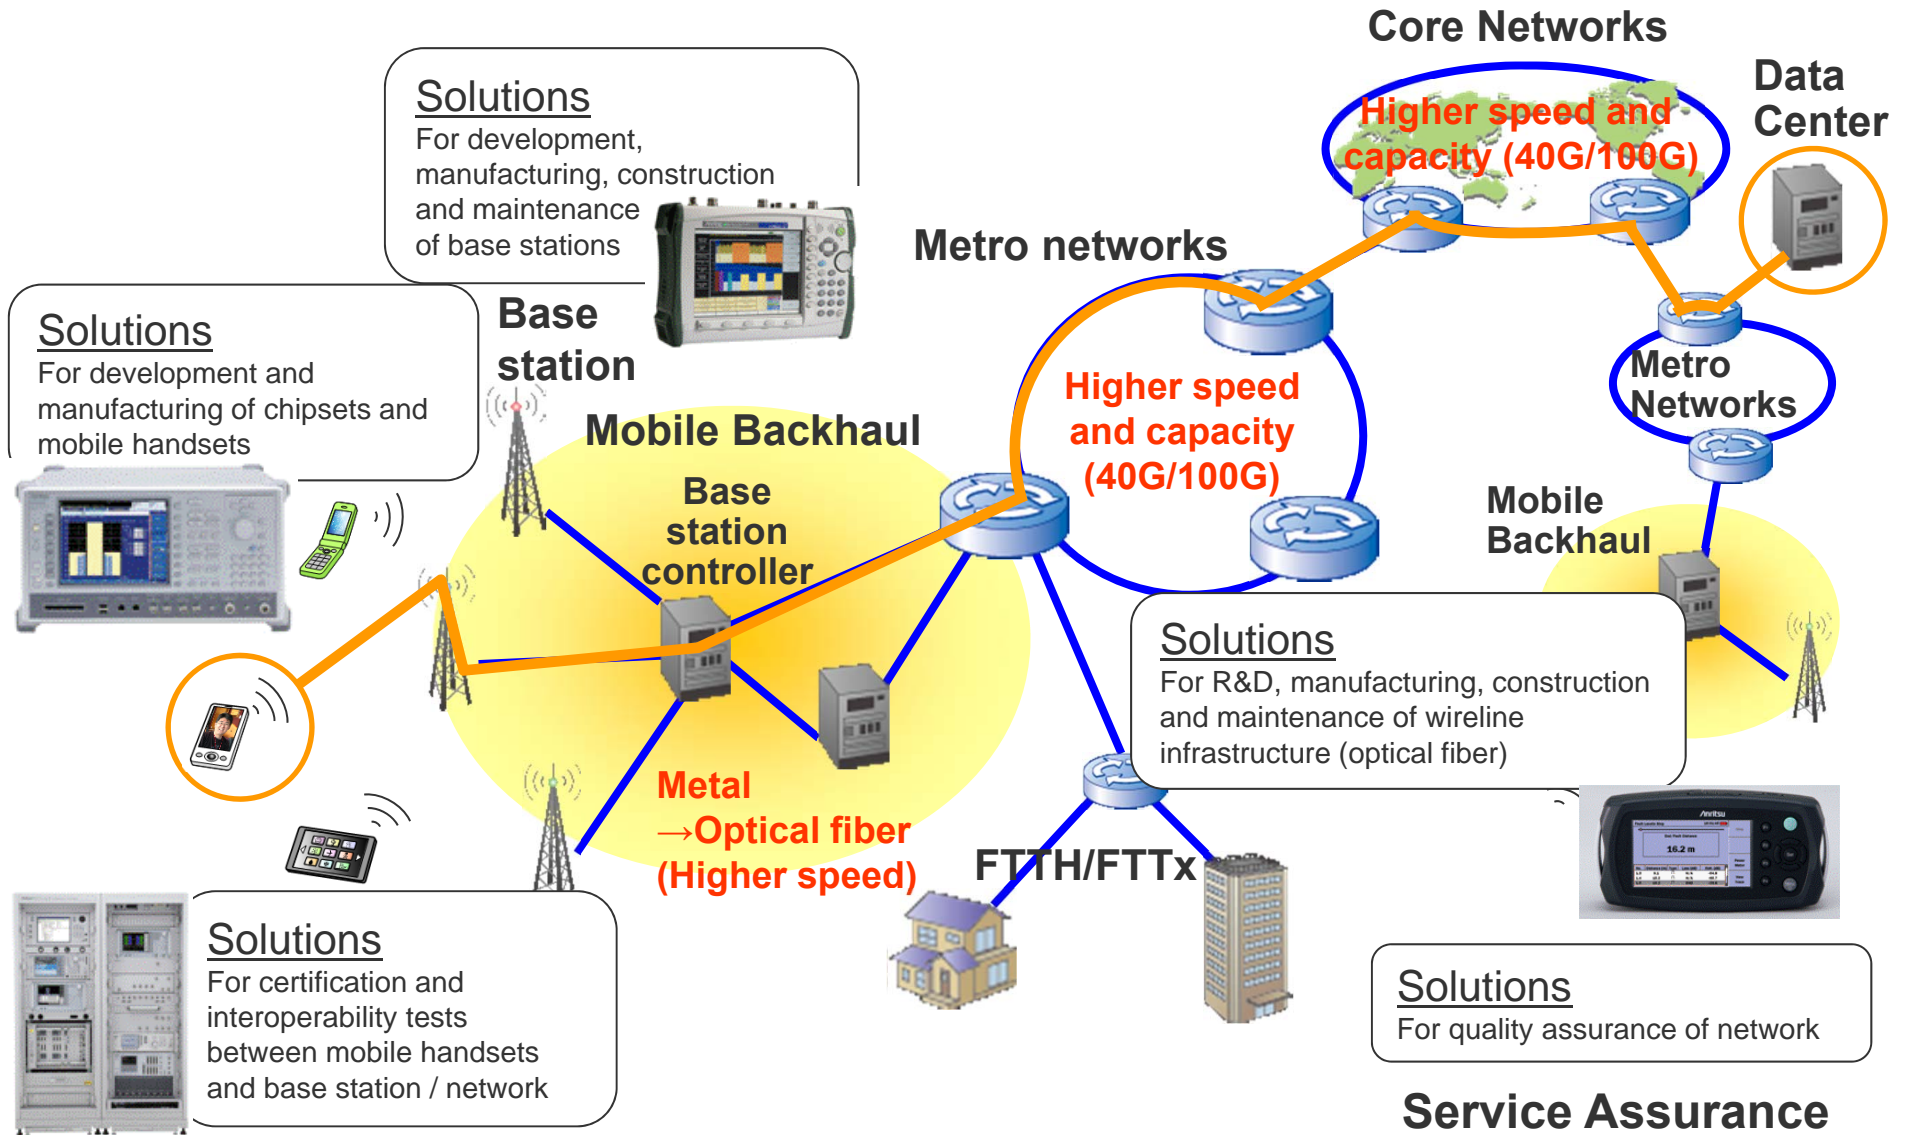 Core Networks
Higher speed and
capacity (40G/100G)
Data
Center
Solutions
For development,
manufacturing, construction
and maintenance
of base stations
Metro networks
Base
station
Solutions
For development and
manufacturing of chipsets and
mobile handsets
Metro
Networks
Higher speed
and capacity
(40G/100G)
Mobile Backhaul
Base
station
controller
Mobile
Backhaul
Solutions
For R&D, manufacturing, construction
and maintenance of wireline
infrastructure (optical fiber)
Metal
→Optical fiber
(Higher speed)
Anritsu
16.2 m
FTTH/FTTx
Solutions
For certification and
interoperability tests
between mobile handsets
and base station / network
Solutions
For quality assurance of network
Service Assurance